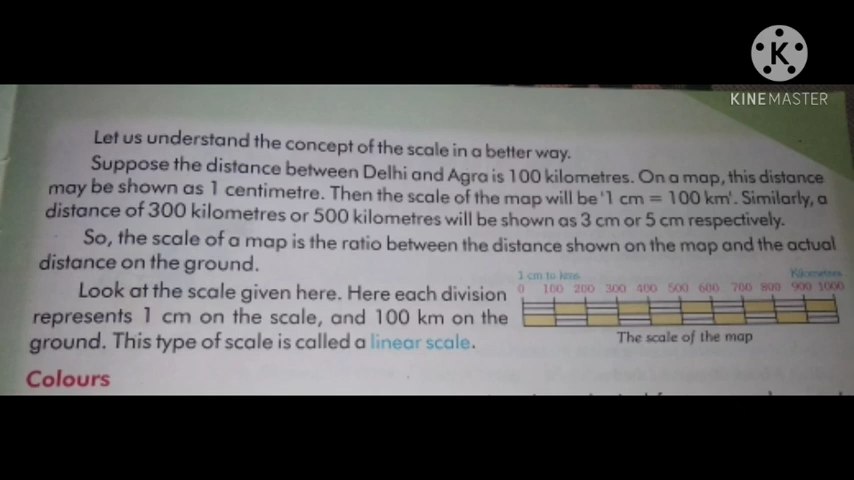 K
KINEMASTER
Let us understand the concept of the scale in a better way.
Suppose the distance between Delhi and Agra is 100 kilometres. On a map, this distance
may be shown as 1 centimetre. Then the scale of the map will be '1 cm = 100 km'. Similarly, a
distance of 300 kilometres or 500 kilometres will be shown as 3 cm or 5 cm respectively.
So, the scale of a map is the ratio between the distance shown on the map and the actual
distance on the ground.
Look at the scale given here. Here each division
represents 1 cm on the scale, and 100 km on the
ground. This type of scale is called a linear scale.
1 cm to kms Kilometres
0 100 200 300 400 500 600 700 800 900 1000
The scale of the map
Colours